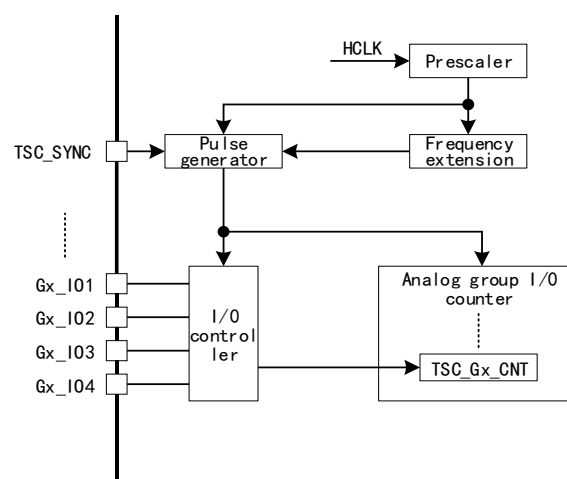 HCLK
Prescaler
TSC_SYNC
Pulse
generator
Frequency
extension
Gx_IO1
Gx_IO2
Gx_IO3
Gx_IO4
I/O
control
ler
Analog group I/O
counter
TSC_Gx_CNT